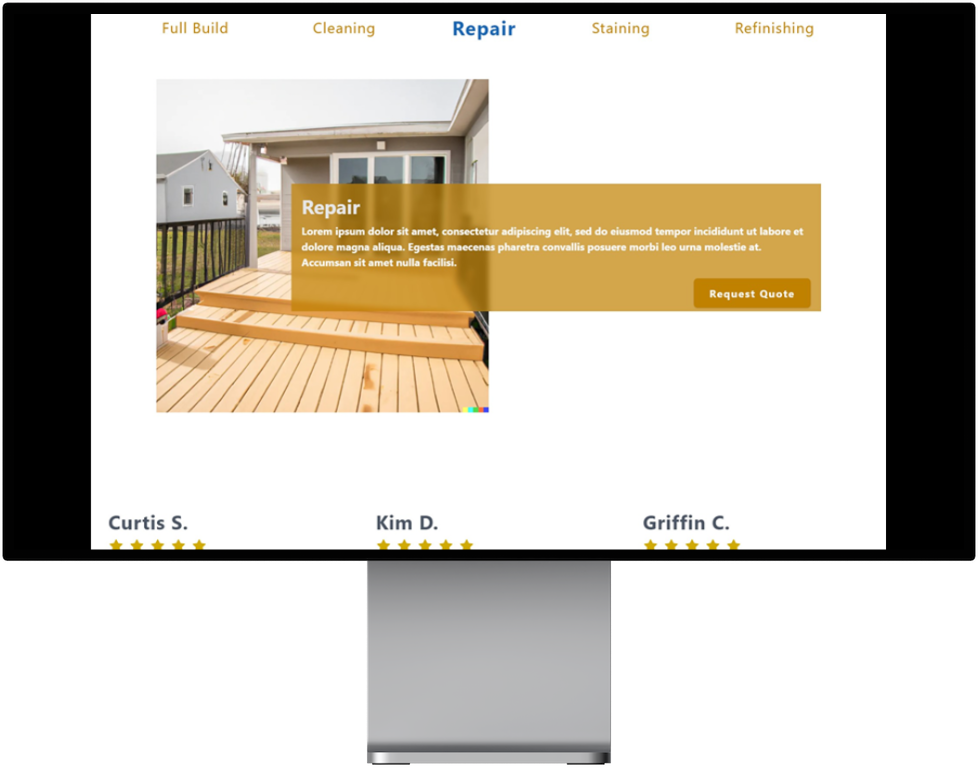 Full Build Cleaning Repair Staining Refinishing
Repair
Lorem ipsum dolor sit amet, consectetur adipiscing elit, sed do eiusmod tempor incididunt ut labore et
dolore magna aliqua. Egestas maecenas pharetra convallis posuere morbi leo urna molestie at.
Accumsan sit amet nulla facilisi.
Request Quote
Curtis S. Kim D. Griffin C.